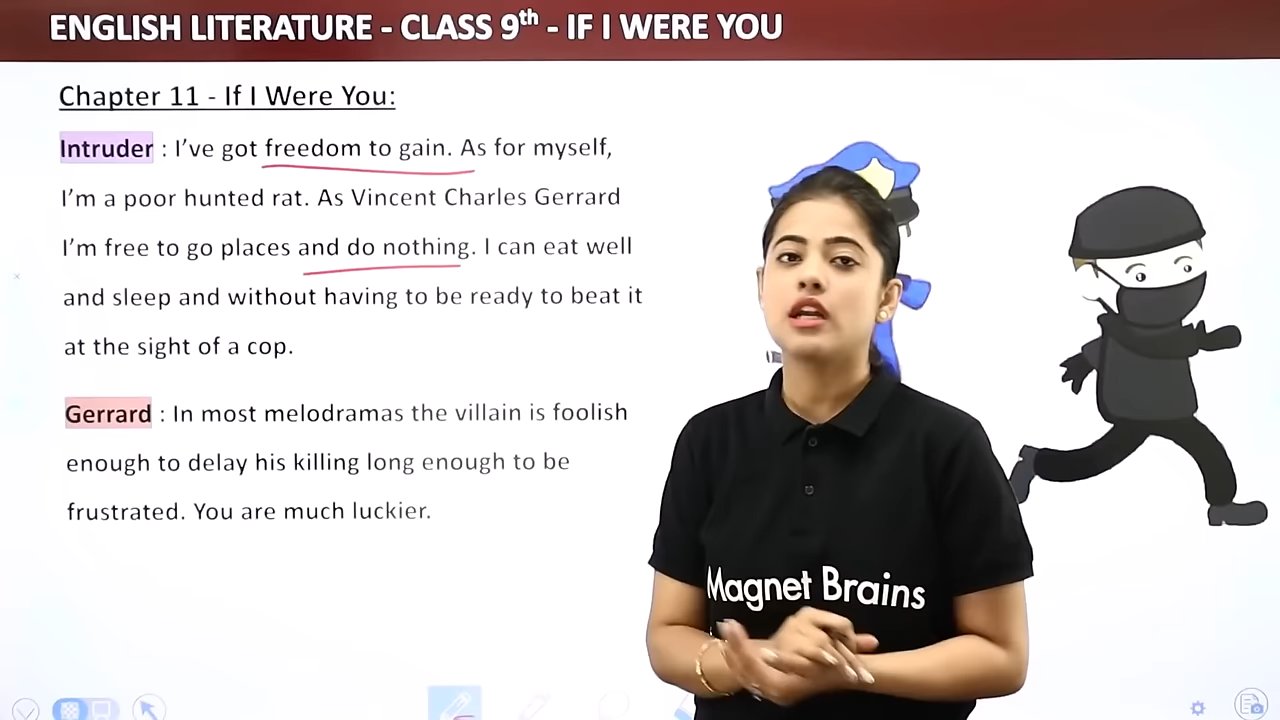 ENGLISH LITERATURE - CLASS 9th - IF I WERE YOU
Chapter 11 - If I Were You:
Intruder : I’ve got freedom to gain. As for myself,
I’m a poor hunted rat. As Vincent Charles Gerrard
I’m free to go places and do nothing. I can eat well
and sleep and without having to be ready to beat it
at the sight of a cop.
Gerrard : In most melodramas the villain is foolish
enough to delay his killing long enough to be
frustrated. You are much luckier.
Magnet Brains